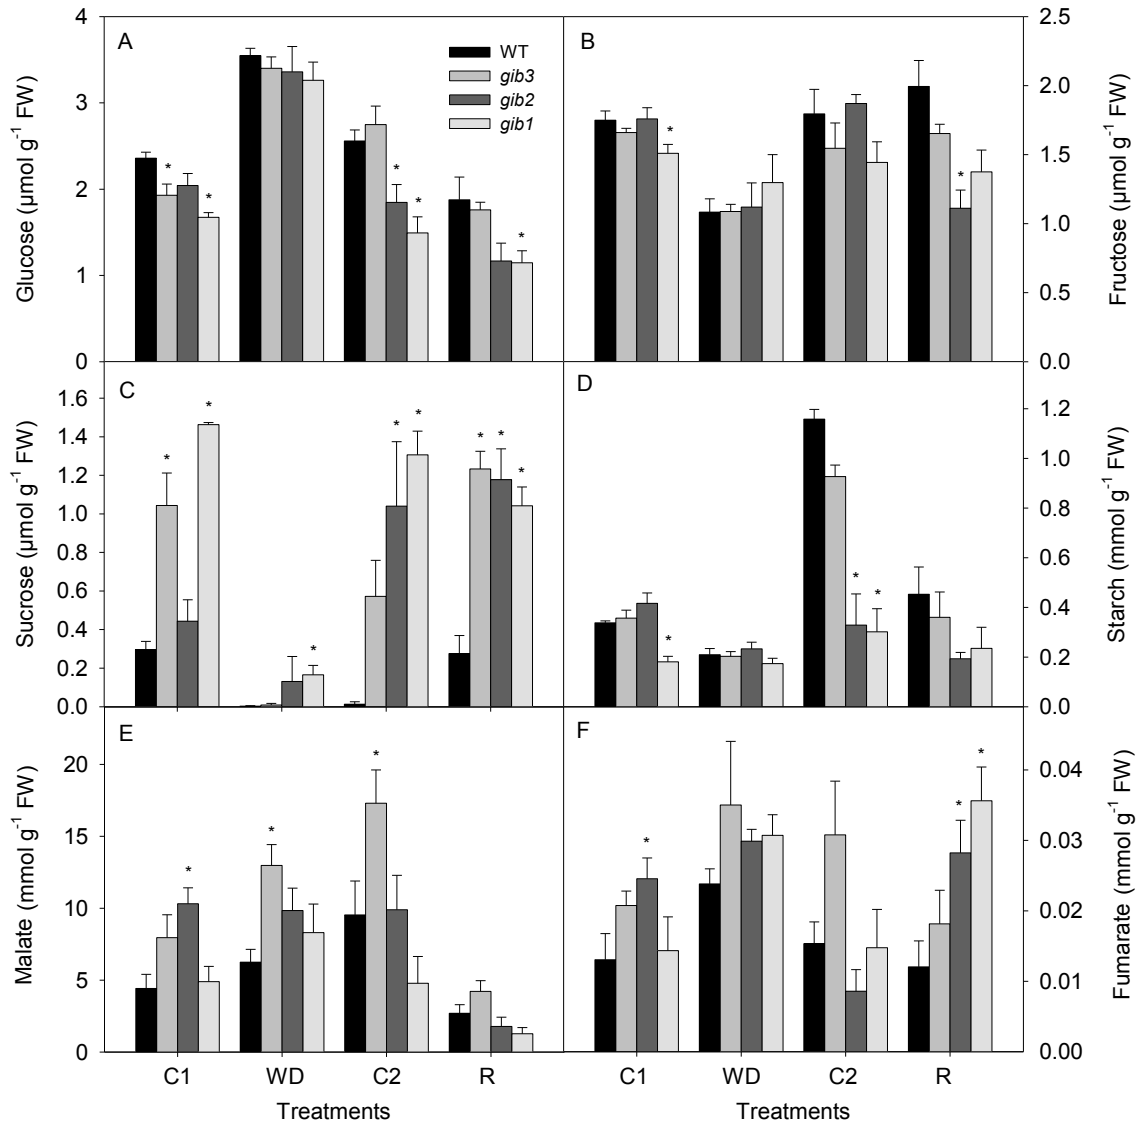 A
WT
gib3
gib2
gib1
Glucose (µmol g-1 FW)
4
3
2
1
0
* * * * *
B
Fructose (µmol g-1 FW)
2.5
2.0
1.5
1.0
0.5
0.0
* *
C
Sucrose (µmol g-1 FW)
1.6
1.4
1.2
1.0
0.8
0.6
0.4
0.2
0.0
* * * * * * * *
D
Starch (mmol g-1 FW)
1.2
1.0
0.8
0.6
0.4
0.2
0.0
* * *
E
Malate (mmol g-1 FW)
20
15
10
5
0
* * *
C1 WD C2 R
Treatments
F
Fumarate (mmol g-1 FW)
0.04
0.03
0.02
0.01
0.00
* * *
C1 WD C2 R
Treatments